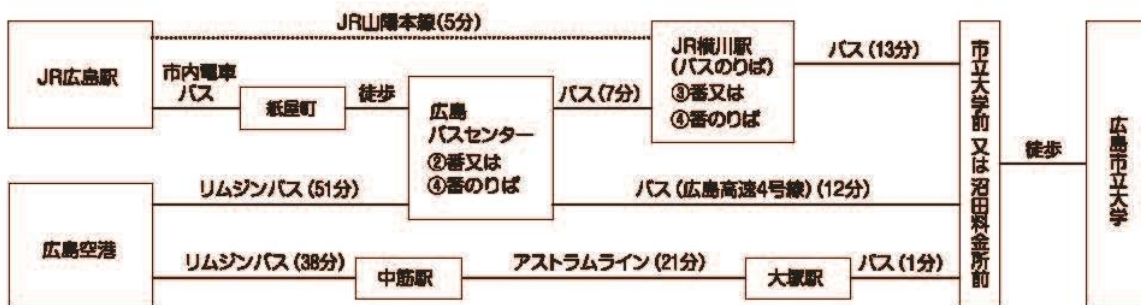 JR山陽本線(5分)
JR広島駅
市内電車
バス
紙屋町
徒歩
広島
バスセンター
②番又は
④番のりば
バス(7分)
JR横川駅
(バスのりば)
③番又は
④番のりば
バス(13分)
市立大学前 又は 沼田料金所前
徒歩
広島市立大学
広島空港
リムジンバス(51分)
バス(広島高速4号線)(12分)
リムジンバス(38分)
中筋駅
アストラムライン(21分)
大塚駅
バス(1分)